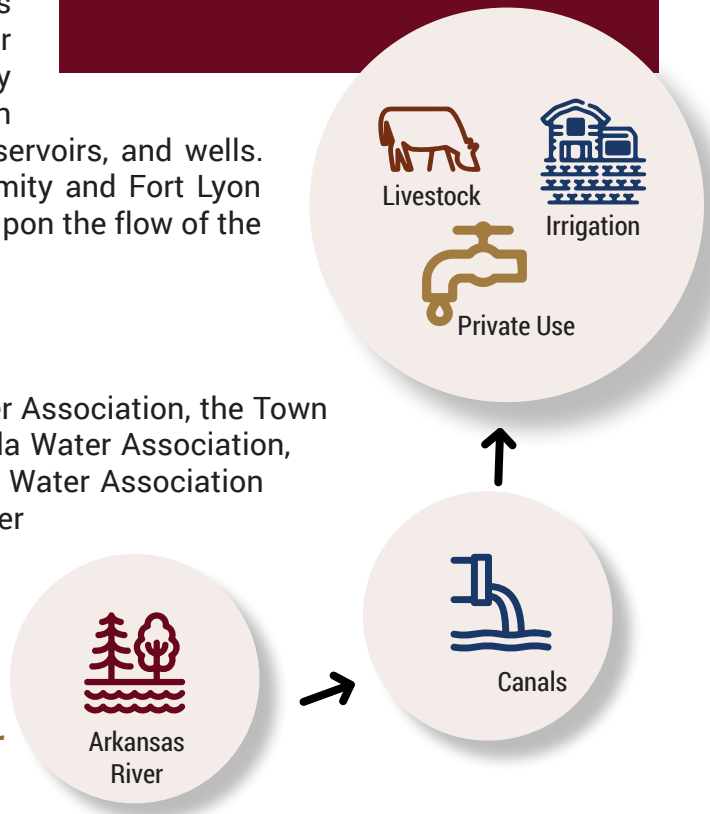 s
r
y
n
servoirs, and wells.
mity and Fort Lyon
pon the flow of the
Livestock
Irrigation
Private Use
er Association, the Town
la Water Association,
Water Association
er
Canals
Arkansas
River